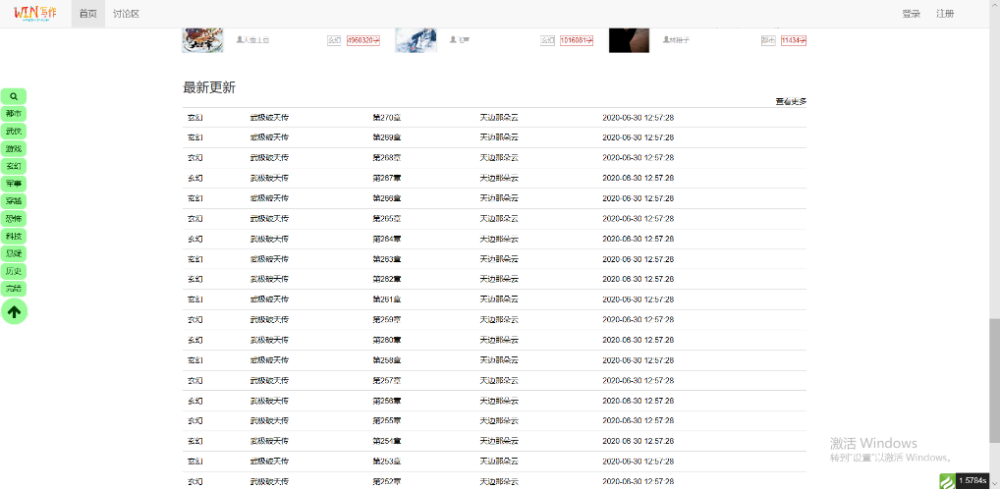 WIN写作 首页 讨论区 登录 注册
天蚕土豆 玄幻 4960320字 玄幻 1016081字 都市 11434字
最新更新
查看更多
都市
武侠
游戏
玄幻
军事
穿越
恐怖
科技
悬疑
历史
完结
玄幻 武极破天传 第270章 天边那朵云 2020-06-30 12:57:28
玄幻 武极破天传 第269章 天边那朵云 2020-06-30 12:57:28
玄幻 武极破天传 第268章 天边那朵云 2020-06-30 12:57:28
玄幻 武极破天传 第267章 天边那朵云 2020-06-30 12:57:28
玄幻 武极破天传 第266章 天边那朵云 2020-06-30 12:57:28
玄幻 武极破天传 第265章 天边那朵云 2020-06-30 12:57:28
玄幻 武极破天传 第264章 天边那朵云 2020-06-30 12:57:28
玄幻 武极破天传 第263章 天边那朵云 2020-06-30 12:57:28
玄幻 武极破天传 第262章 天边那朵云 2020-06-30 12:57:28
玄幻 武极破天传 第261章 天边那朵云 2020-06-30 12:57:28
玄幻 武极破天传 第259章 天边那朵云 2020-06-30 12:57:28
玄幻 武极破天传 第260章 天边那朵云 2020-06-30 12:57:28
玄幻 武极破天传 第258章 天边那朵云 2020-06-30 12:57:28
玄幻 武极破天传 第257章 天边那朵云 2020-06-30 12:57:28
玄幻 武极破天传 第256章 天边那朵云 2020-06-30 12:57:28
玄幻 武极破天传 第255章 天边那朵云 2020-06-30 12:57:28
玄幻 武极破天传 第254章 天边那朵云 2020-06-30 12:57:28
玄幻 武极破天传 第253章 天边那朵云 2020-06-30 12:57:28
玄幻 武极破天传 第252章 天边那朵云 2020-06-30 12:57:28
激活 Windows
转到"设置"以激活 Windows。
1.5784s